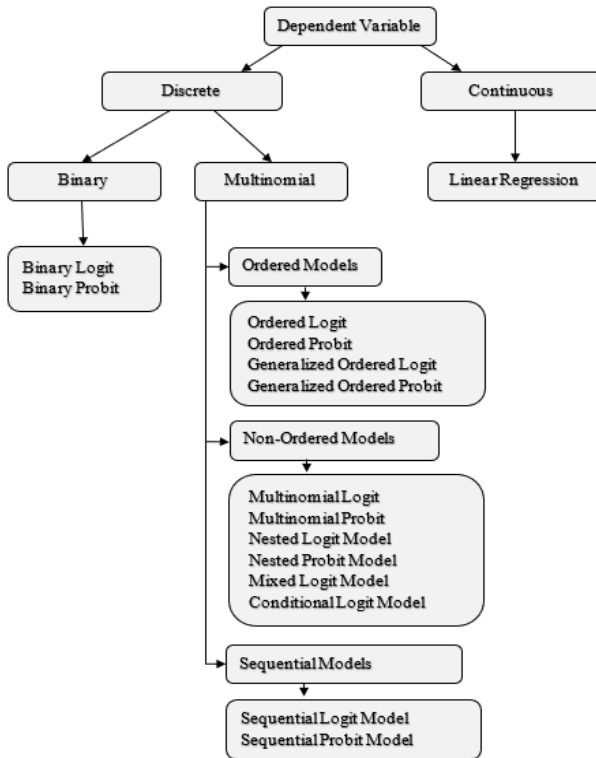 Dependent Variable
Discrete
Continuous
Binary
Multinomial
Linear Regression
Binary Logit
Binary Probit
Ordered Models
Ordered Logit
Ordered Probit
Generalized Ordered Logit
Generalized Ordered Probit
Non-Ordered Models
Multinomial Logit
Multinomial Probit
Nested Logit Model
Nested Probit Model
Mixed Logit Model
Conditional Logit Model
Sequential Models
Sequential Logit Model
Sequential Probit Model